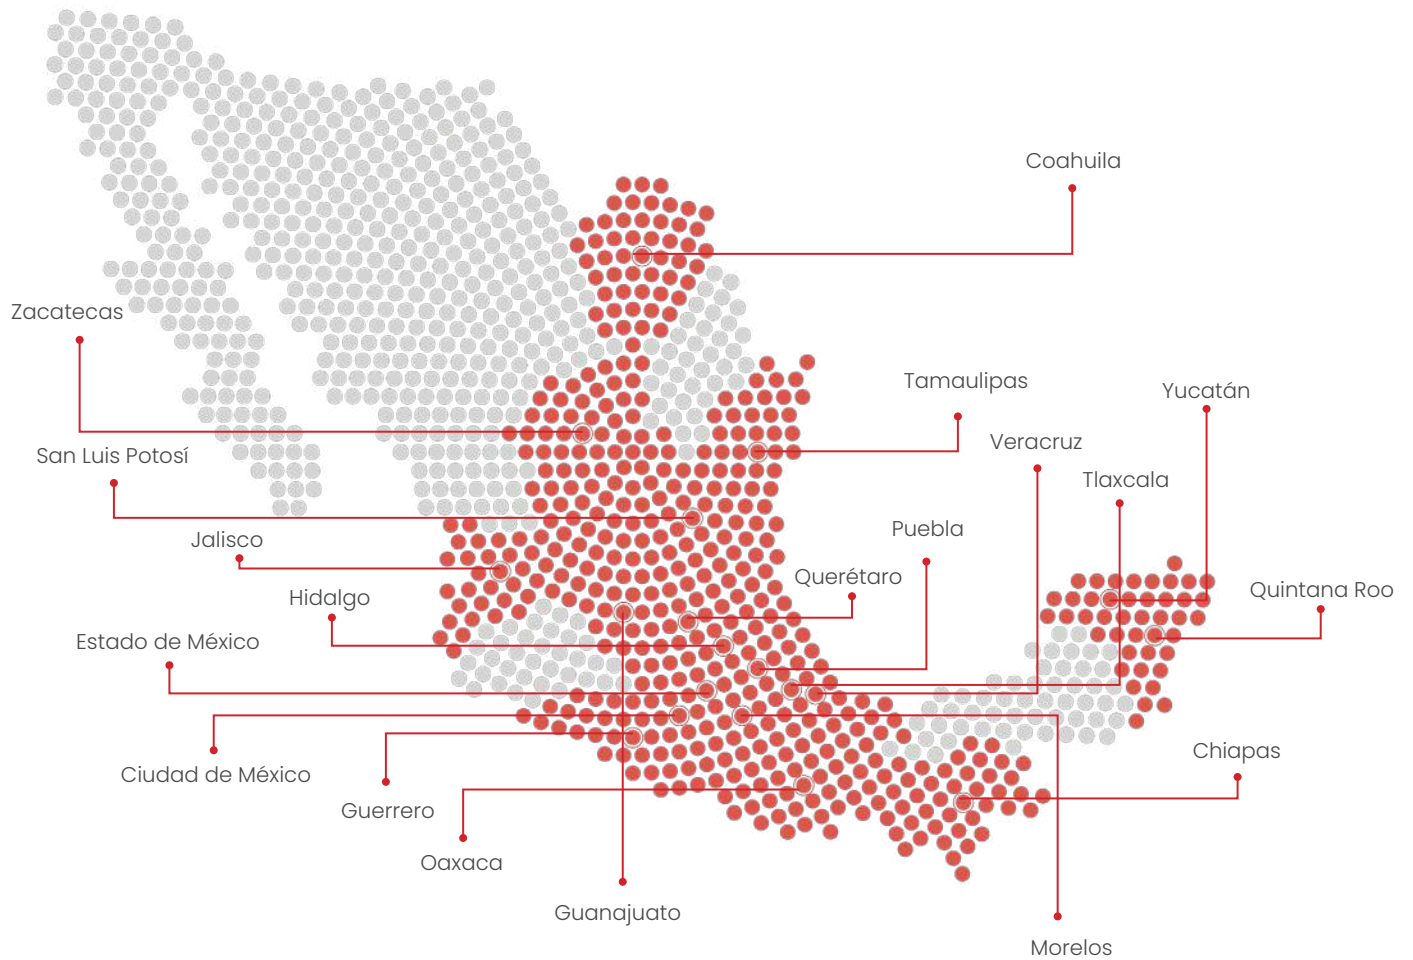 Coahuila
Zacatecas
Tamaulipas
Yucatán
Veracruz
San Luis Potosí
Tlaxcala
Puebla
Jalisco
Querétaro
Quintana Roo
Hidalgo
Estado de México
Chiapas
Ciudad de México
Guerrero
Oaxaca
Guanajuato
Morelos